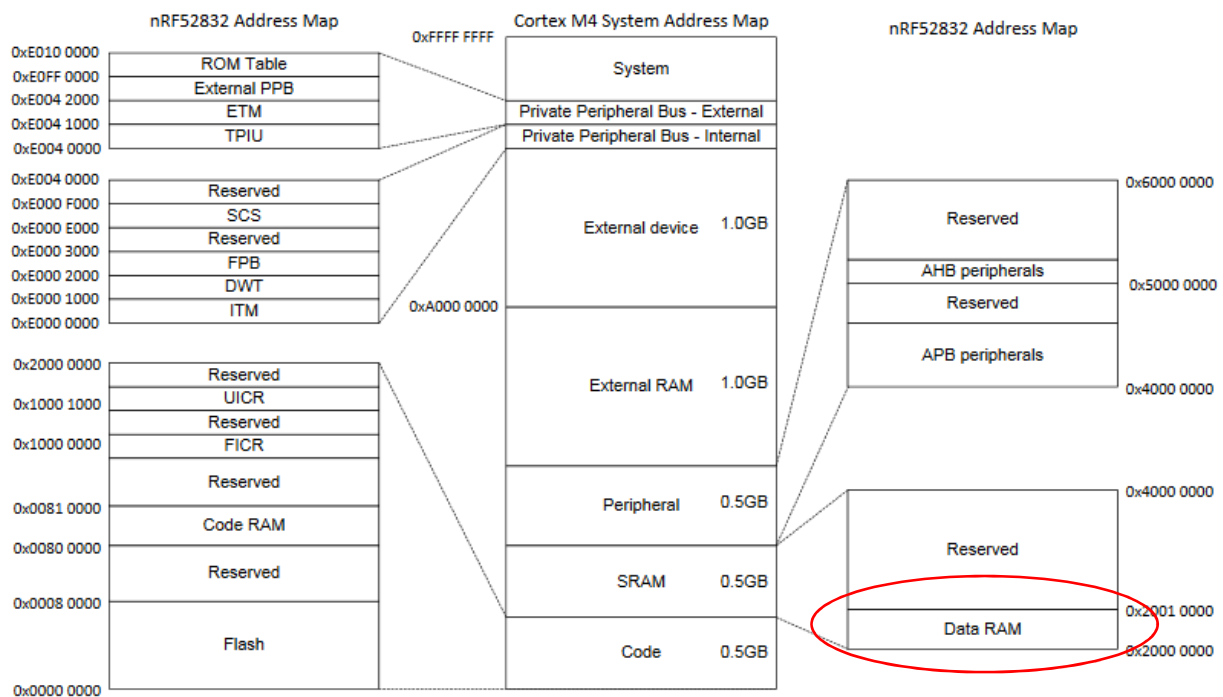 nRF52832 Address Map
0xE010 0000
ROM Table
0xE0FF 0000
External PPB
0xE004 2000
ETM
0xE004 1000
TPIU
0xE004 0000
0xE004 0000
Reserved
0xE000 F000
SCS
0xE000 E000
Reserved
0xE000 3000
FPB
0xE000 2000
DWT
0xE000 1000
ITM
0xE000 0000
0x2000 0000
Reserved
UICR
0x1000 1000
Reserved
0x1000 0000
FICR
Reserved
0x0081 0000
Code RAM
0x0080 0000
Reserved
0x0008 0000
Flash
0x0000 0000
Cortex M4 System Address Map
0xFFFF FFFF
System
Private Peripheral Bus - External
Private Peripheral Bus - Internal
External device 1.0GB
0xA000 0000
External RAM 1.0GB
Peripheral 0.5GB
SRAM 0.5GB
Code 0.5GB
nRF52832 Address Map
0x6000 0000
Reserved
AHB peripherals
0x5000 0000
Reserved
APB peripherals
0x4000 0000
0x4000 0000
Reserved
0x2001 0000
Data RAM
0x2000 0000